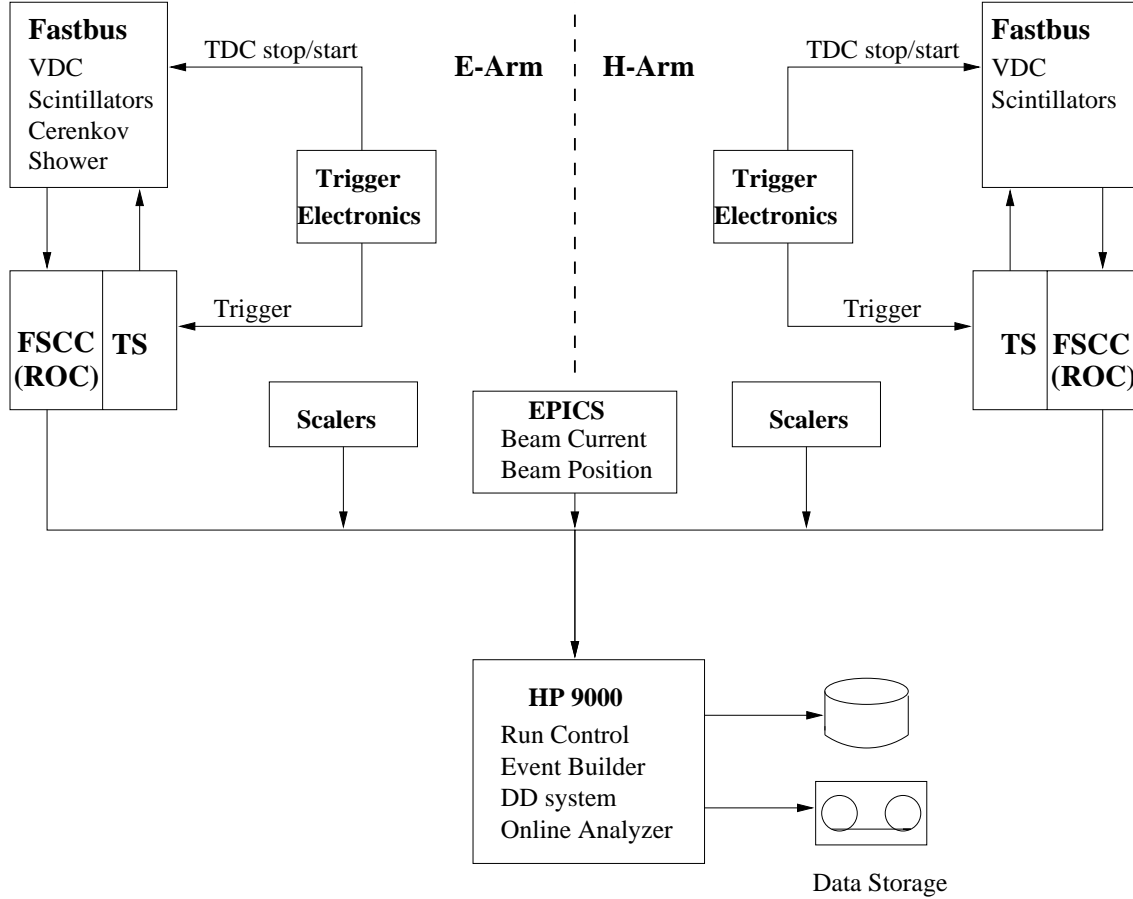 Fastbus
VDC
Scintillators
Cerenkov
Shower
TDC stop/start
E-Arm
H-Arm
TDC stop/start
Fastbus
VDC
Scintillators
Trigger
Electronics
Trigger
Electronics
FSCC
(ROC)
TS
Trigger
Trigger
TS
FSCC
(ROC)
Scalers
EPICS
Beam Current
Beam Position
Scalers
HP 9000
Run Control
Event Builder
DD system
Online Analyzer
Data Storage